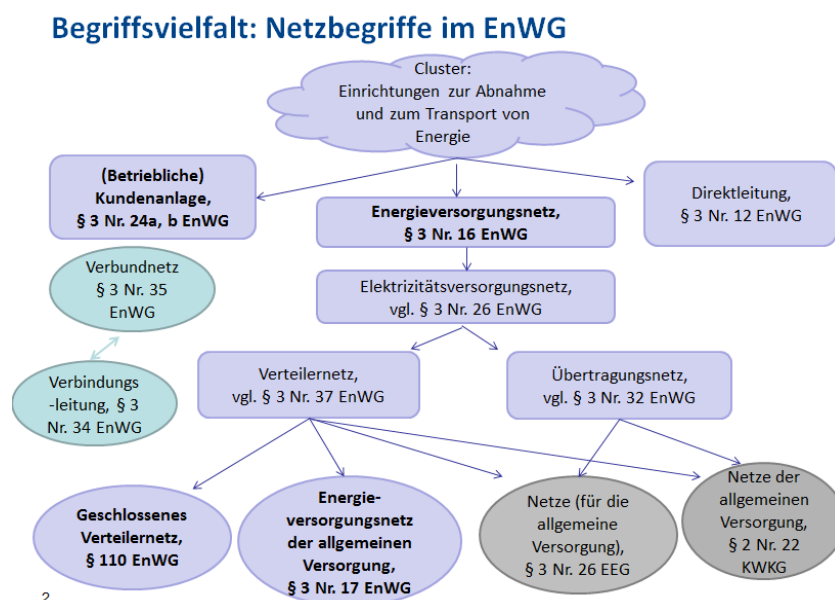 Begriffsvielfalt: Netzbegriffe im EnWG
Cluster:
Einrichtungen zur Abnahme
und zum Transport von
Energie
(Betriebliche)
Kundenanlage,
§ 3 Nr. 24a, b EnWG
Energieversorgungsnetz,
§ 3 Nr. 16 EnWG
Direktleitung,
§ 3 Nr. 12 EnWG
Verbundnetz
§ 3 Nr. 35
EnWG
Elektrizitätsversorgungsnetz,
vgl. § 3 Nr. 26 EnWG
Verbindungs
-leitung, § 3
Nr. 34 EnWG
Verteilernetz,
vgl. § 3 Nr. 37 EnWG
Übertragungsnetz,
vgl. § 3 Nr. 32 EnWG
Geschlossenes
Verteilernetz,
§ 110 EnWG
Energie-
versorgungsnetz
der allgemeinen
Versorgung,
§ 3 Nr. 17 EnWG
Netze (für die
allgemeine
Versorgung),
§ 3 Nr. 26 EEG
Netze der
allgemeinen
Versorgung,
§ 2 Nr. 22
KWKG
2